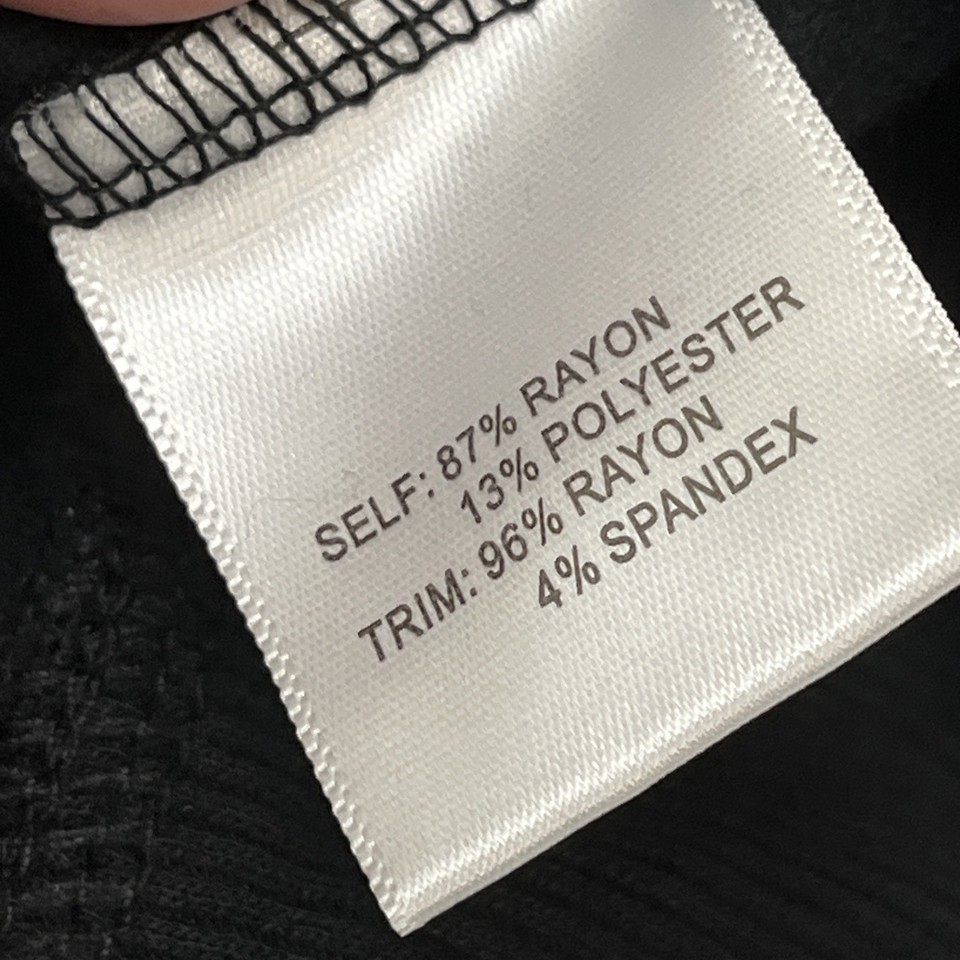 SELF: 87% RAYON
13% POLYESTER
TRIM: 96% RAYON
4% SPANDEX